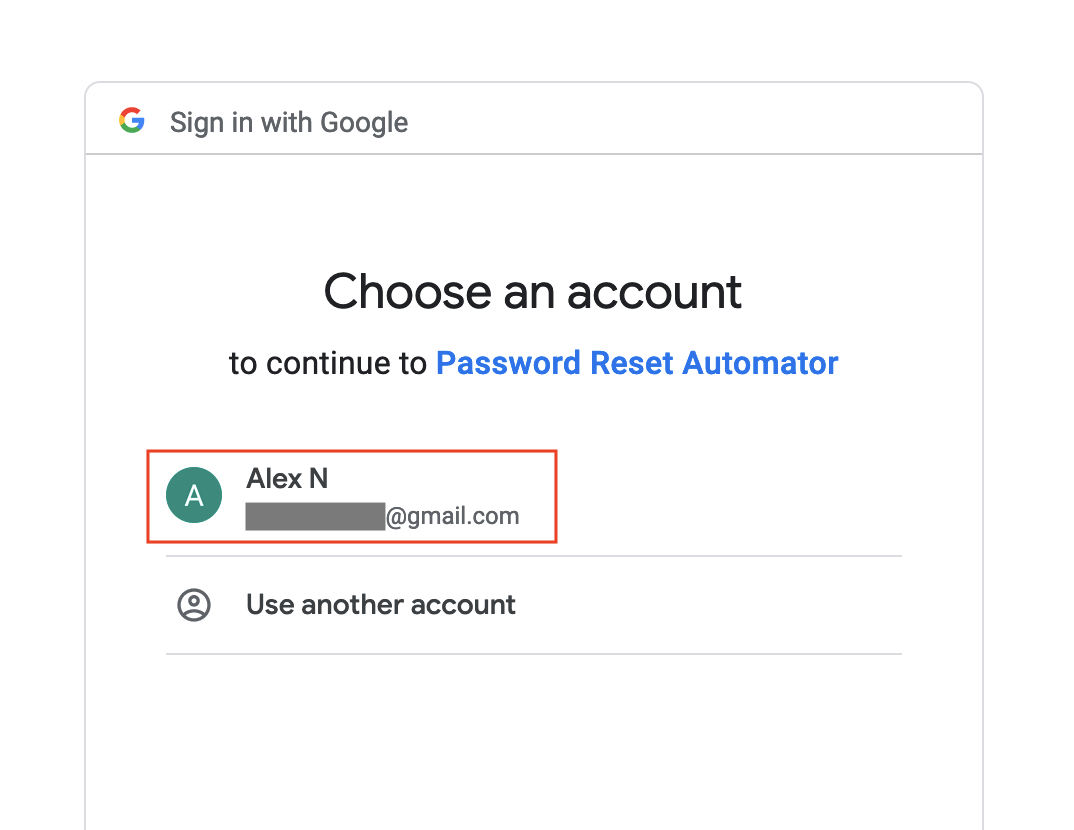 Sign in with Google
Choose an account
to continue to Password Reset Automator
A
Alex N
@gmail.com
Use another account